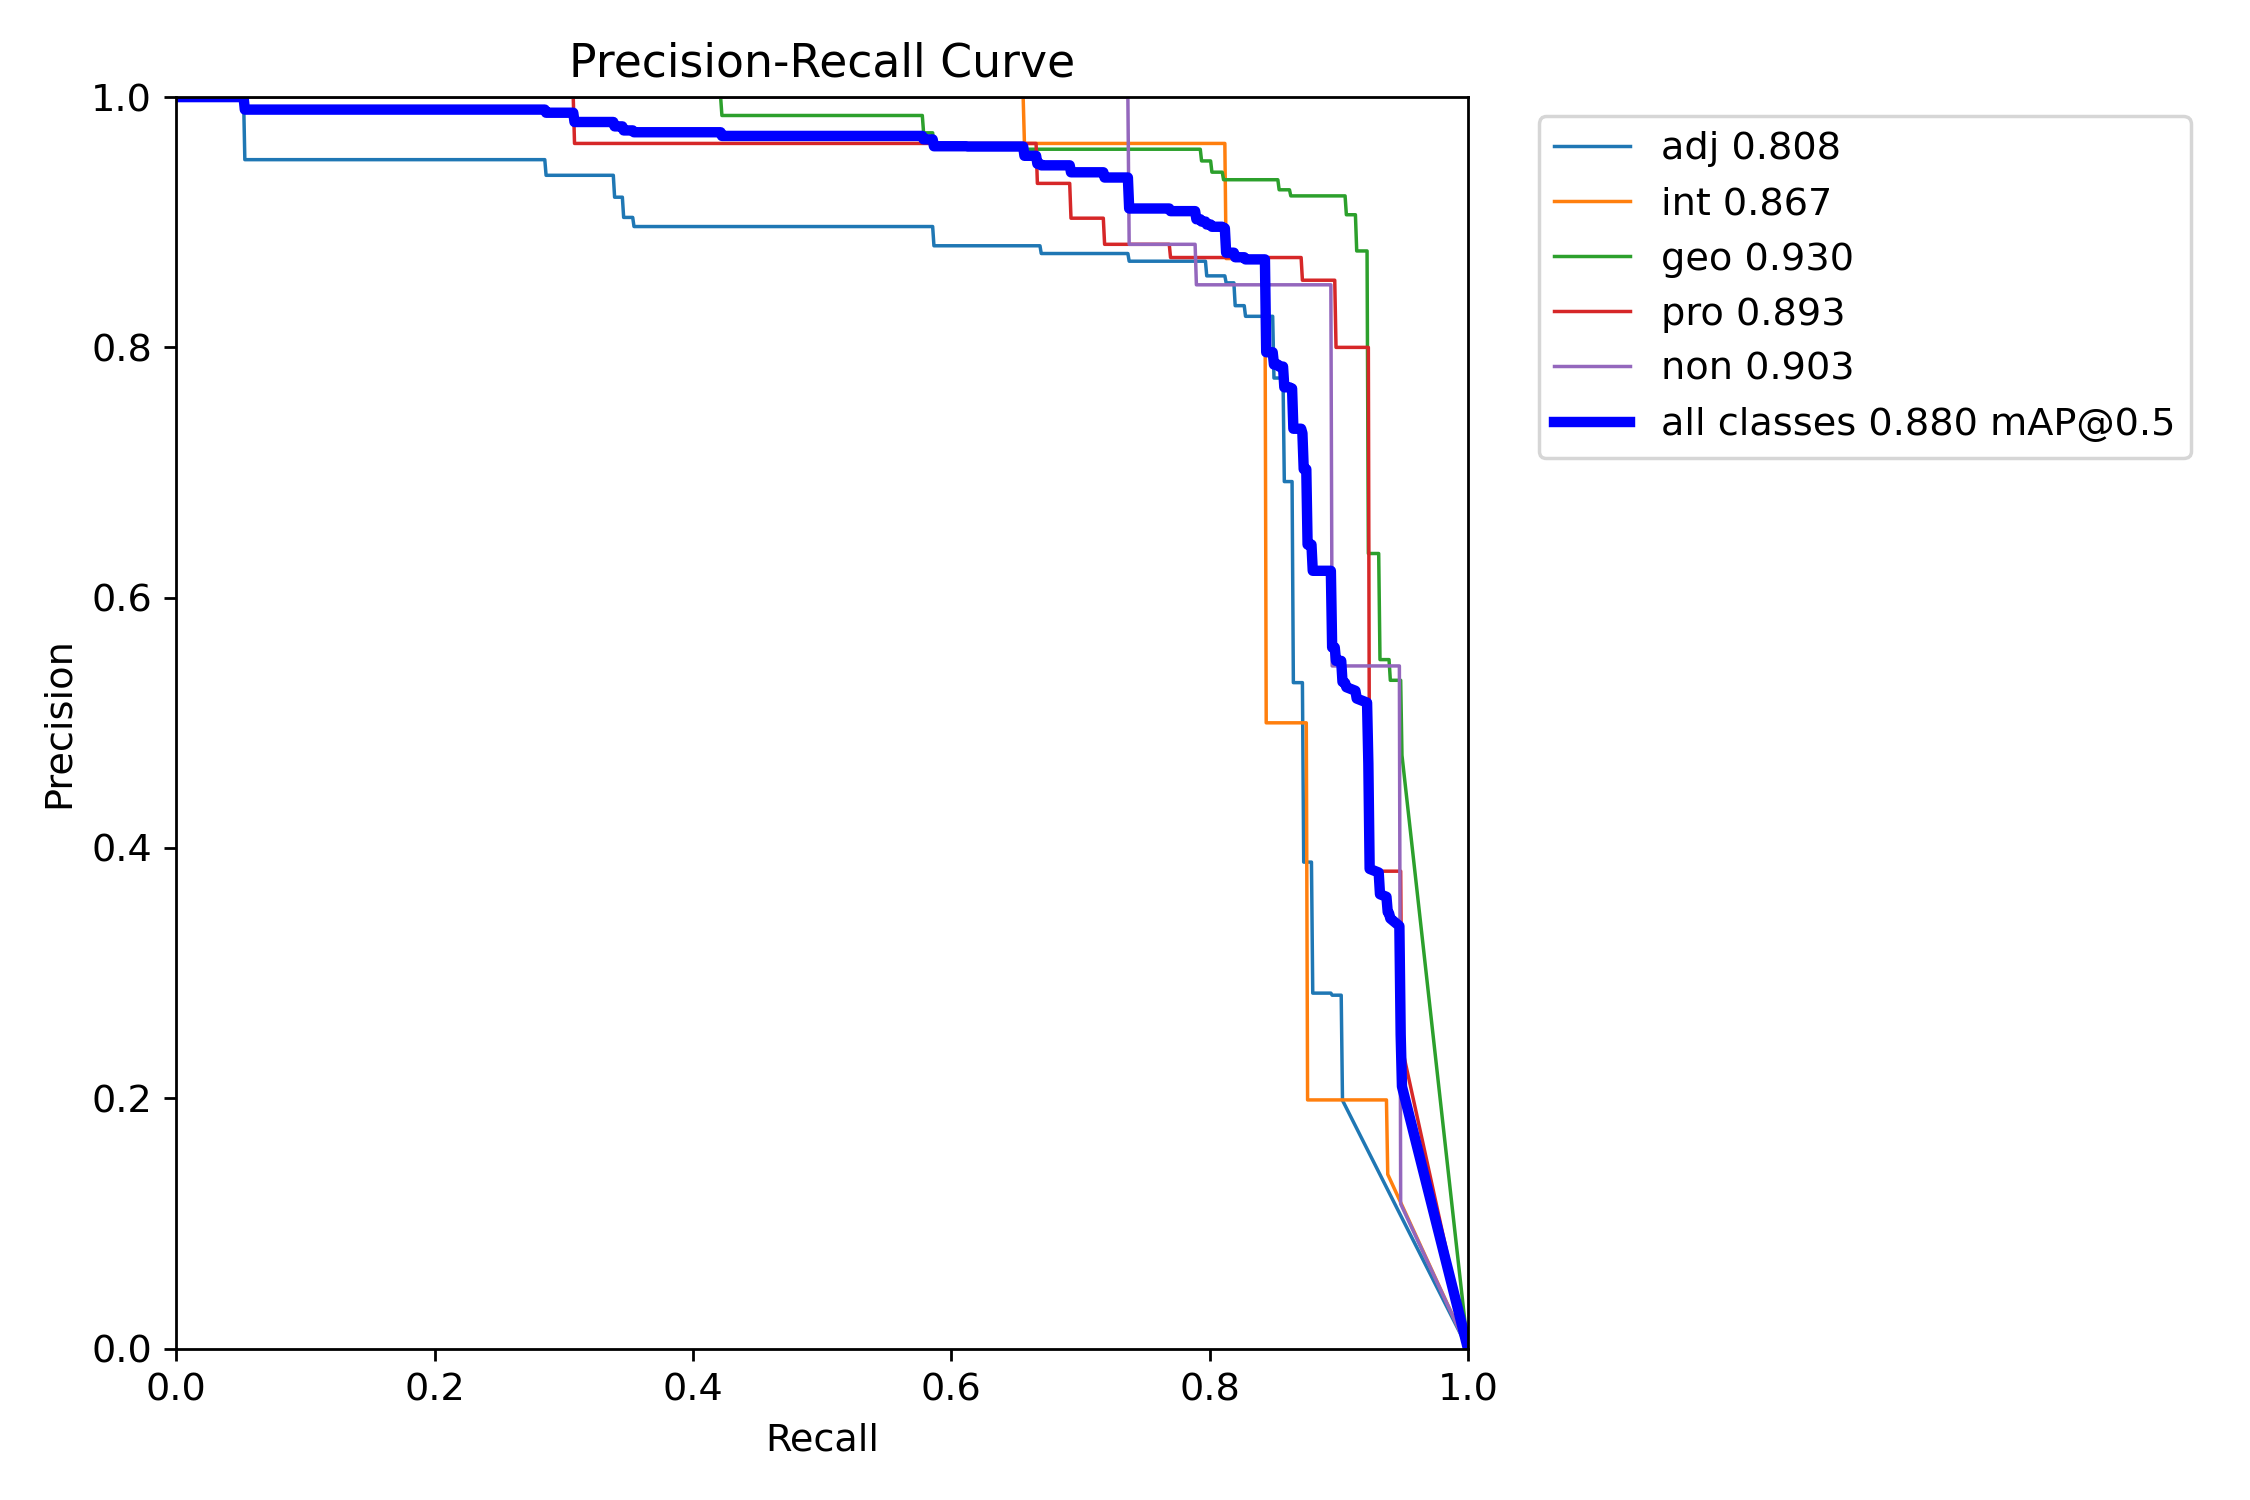 Precision-Recall Curve
1.0
0.8
0.6
0.4
0.2
0.0
Precision
0.0 0.2 0.4 0.6 0.8 1.0
Recall
adj 0.808
int 0.867
geo 0.930
pro 0.893
non 0.903
all classes 0.880 mAP@0.5